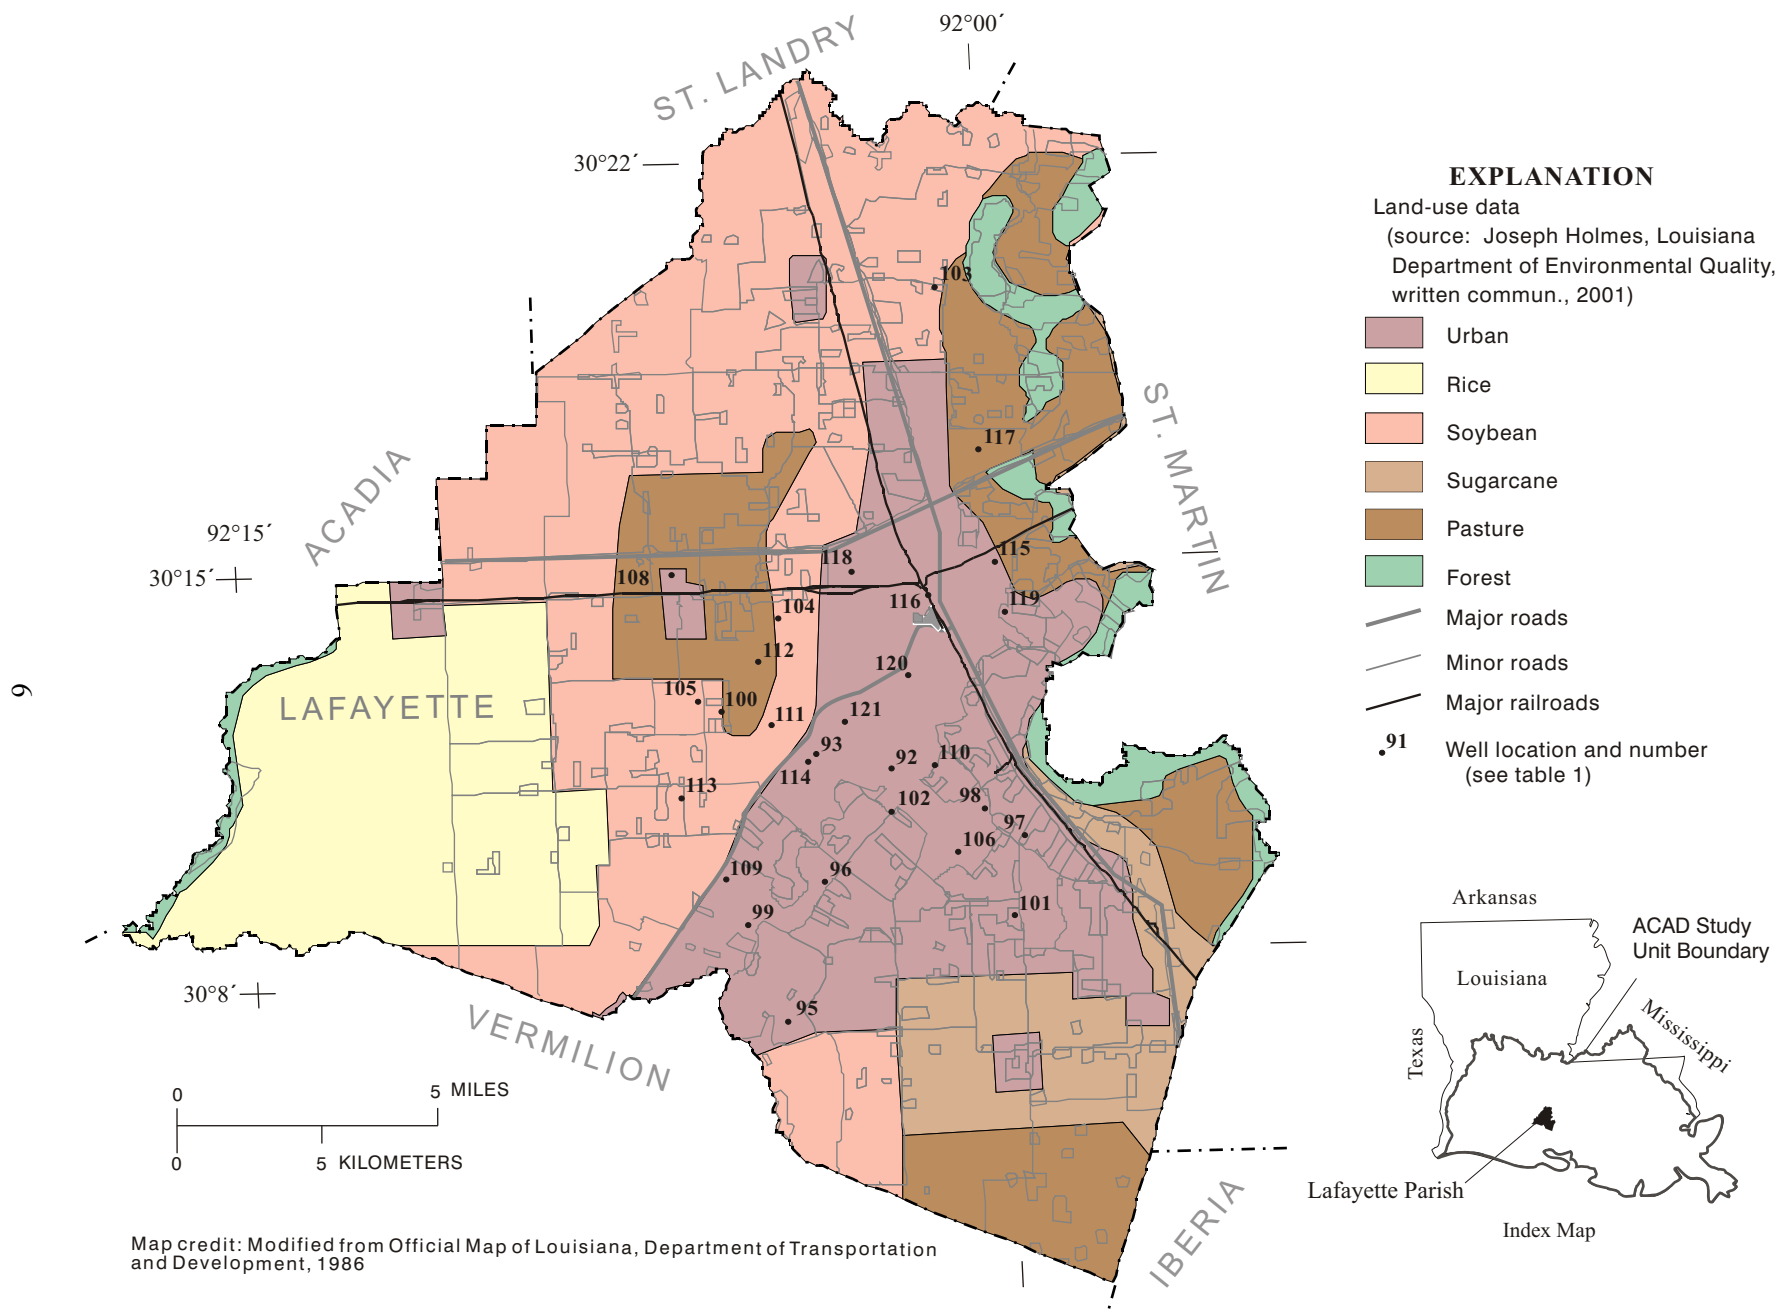 92°00´
ST. LANDRY
30°22´
EXPLANATION
Land-use data
(source: Joseph Holmes, Louisiana
Department of Environmental Quality,
written commun., 2001)
Urban
Rice
Soybean
Sugarcane
Pasture
Forest
Major roads
Minor roads
Major railroads
91
Well location and number
(see table 1)
103
117
ST. MARTIN
ACADIA
92°15´
30°15´
118
115
108
116
119
104
112
120
105
100
111
121
LAFAYETTE
93
114
92
110
113
102
98
97
106
109
96
99
101
95
9
30°8´
VERMILION
0
5 MILES
0
5 KILOMETERS
IBERIA
Arkansas
ACAD Study
Unit Boundary
Louisiana
Mississippi
Texas
Lafayette Parish
Index Map
Map credit: Modified from Official Map of Louisiana, Department of Transportation
and Development, 1986